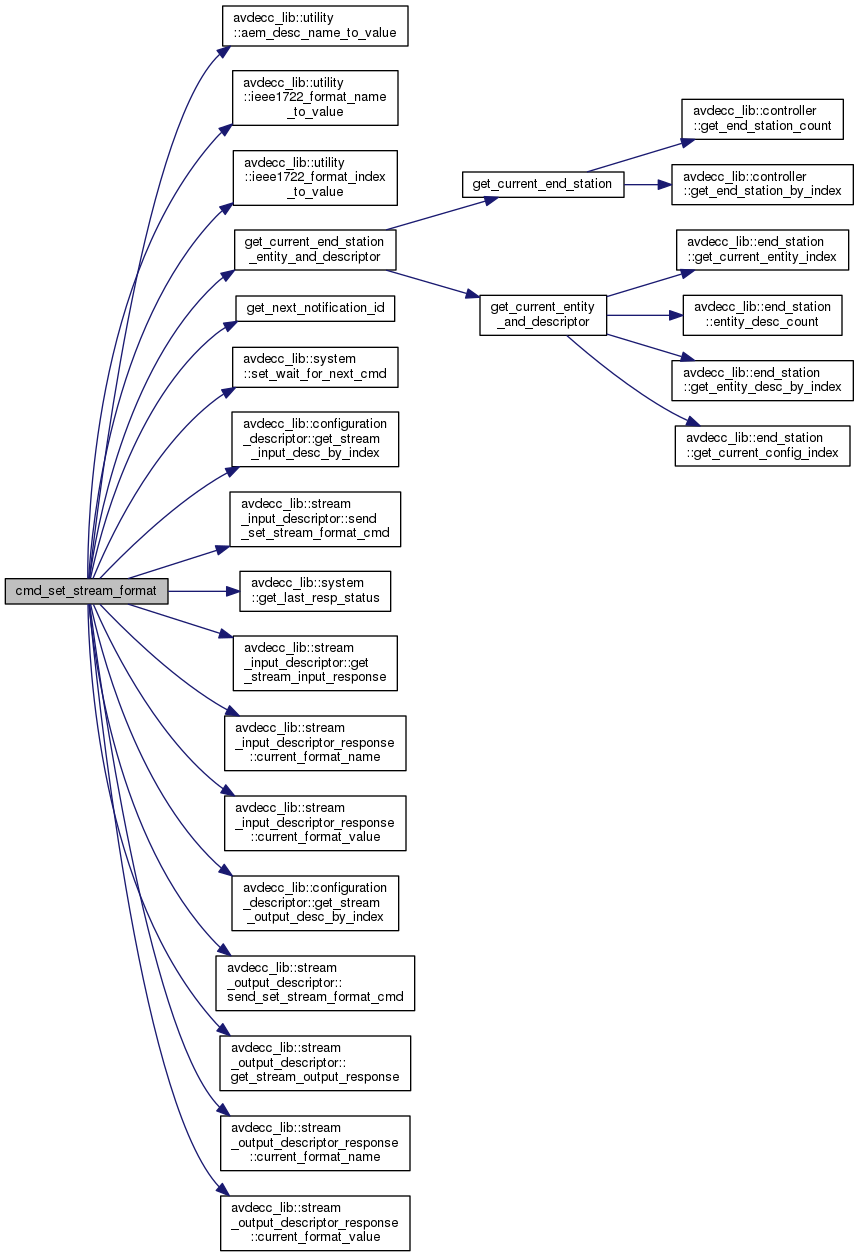 cmd_set_stream_format
avdecc_lib::utility
::aem_desc_name_to_value
avdecc_lib::utility
::ieee1722_format_name
_to_value
avdecc_lib::utility
::ieee1722_format_index
_to_value
get_current_end_station
_entity_and_descriptor
get_next_notification_id
avdecc_lib::system
::set_wait_for_next_cmd
avdecc_lib::configuration
_descriptor::get_stream
_input_desc_by_index
avdecc_lib::stream
_input_descriptor::send
_set_stream_format_cmd
avdecc_lib::system
::get_last_resp_status
avdecc_lib::stream
_input_descriptor::get
_stream_input_response
avdecc_lib::stream
_input_descriptor_response
::current_format_name
avdecc_lib::stream
_input_descriptor_response
::current_format_value
avdecc_lib::configuration
_descriptor::get_stream
_output_desc_by_index
avdecc_lib::stream
_output_descriptor::
send_set_stream_format_cmd
avdecc_lib::stream
_output_descriptor::
get_stream_output_response
avdecc_lib::stream
_output_descriptor_response
::current_format_name
avdecc_lib::stream
_output_descriptor_response
::current_format_value
get_current_end_station
get_current_entity
_and_descriptor
avdecc_lib::controller
::get_end_station_count
avdecc_lib::controller
::get_end_station_by_index
avdecc_lib::end_station
::get_current_entity_index
avdecc_lib::end_station
::entity_desc_count
avdecc_lib::end_station
::get_entity_desc_by_index
avdecc_lib::end_station
::get_current_config_index